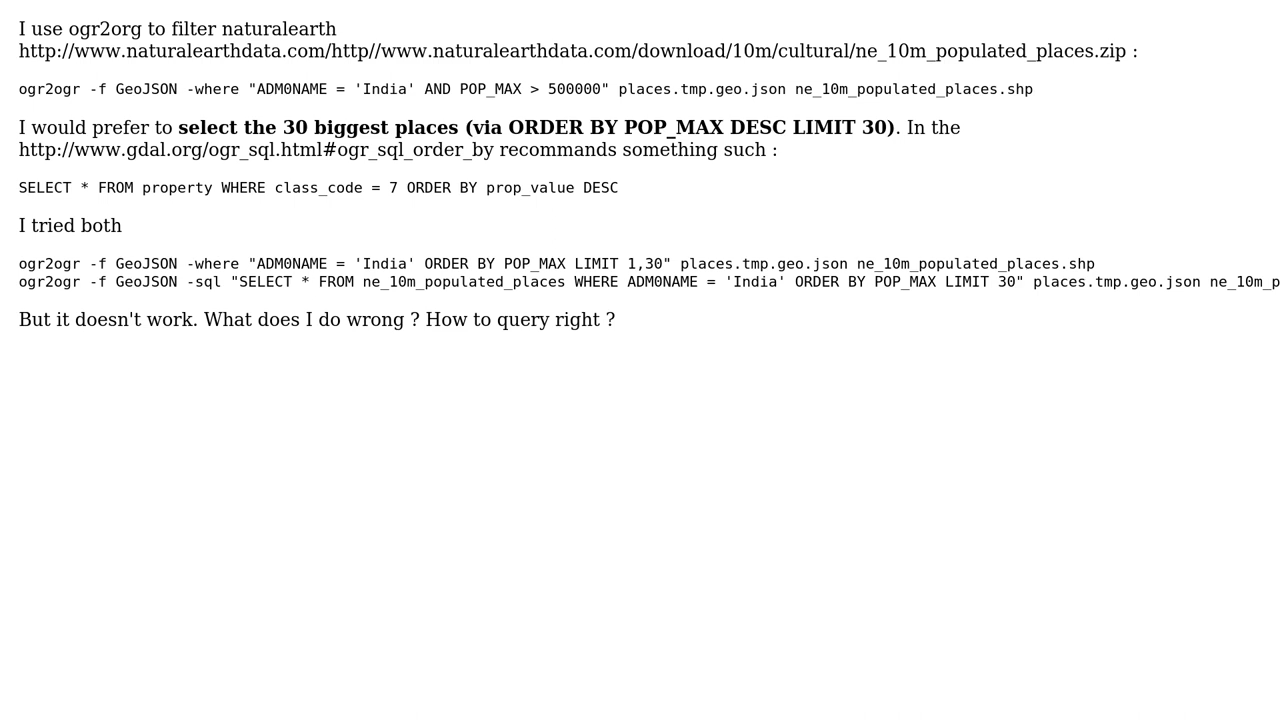 I use ogr2org to filter naturalearth
http://www.naturalearthdata.com/http//www.naturalearthdata.com/download/10m/cultural/ne_10m_populated_places.zip :
ogr2ogr -f GeoJSON -where "ADM0NAME = 'India' AND POP_MAX > 500000" places.tmp.geo.json ne_10m_populated_places.shp
I would prefer to select the 30 biggest places (via ORDER BY POP_MAX DESC LIMIT 30). In the
http://www.gdal.org/ogr_sql.html#ogr_sql_order_by recommands something such :
SELECT * FROM property WHERE class_code = 7 ORDER BY prop_value DESC
I tried both
ogr2ogr -f GeoJSON -where "ADM0NAME = 'India' ORDER BY POP_MAX LIMIT 1,30" places.tmp.geo.json ne_10m_populated_places.shp
ogr2ogr -f GeoJSON -sql "SELECT * FROM ne_10m_populated_places WHERE ADM0NAME = 'India' ORDER BY POP_MAX LIMIT 30" places.tmp.geo.json ne_10m_p
But it doesn't work. What does I do wrong ? How to query right ?